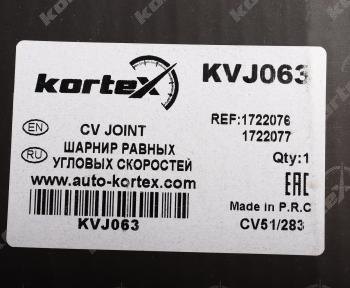 kortex
KVJ063
REF:1722076
1722077
EN CV JOINT
RU ШАРНИР РАВНЫХ
УГЛОВЫХ СКОРОСТЕЙ
Qty:1
www.auto-kortex.com
EAC
Made in P.R.C
KVJ063
CV51/283